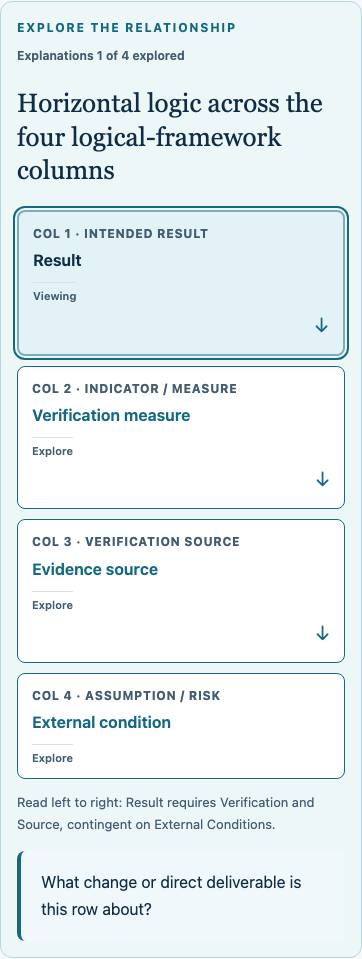 EXPLORE THE RELATIONSHIP
Explanations 1 of 4 explored
Horizontal logic across the
four logical-framework
columns
COL 1 · INTENDED RESULT
Result
Viewing
↓
COL 2 · INDICATOR / MEASURE
Verification measure
Explore
↓
COL 3 · VERIFICATION SOURCE
Evidence source
Explore
↓
COL 4 · ASSUMPTION / RISK
External condition
Explore
Read left to right: Result requires Verification and
Source, contingent on External Conditions.
What change or direct deliverable is
this row about?